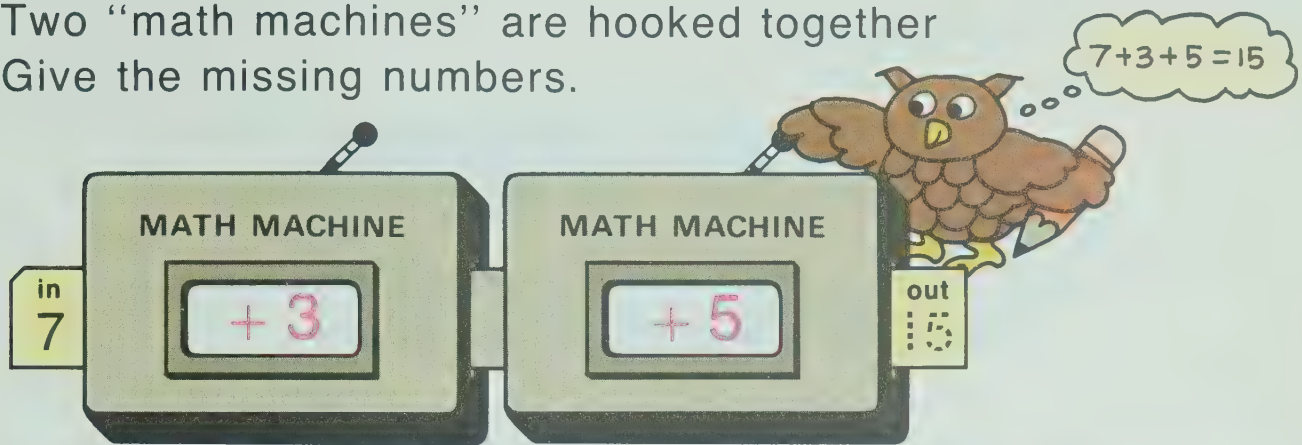 Two “math machines” are hooked together
Give the missing numbers.
7+3+5=15
MATH MACHINE
MATH MACHINE
in
7
+ 3
+ 5
out
15